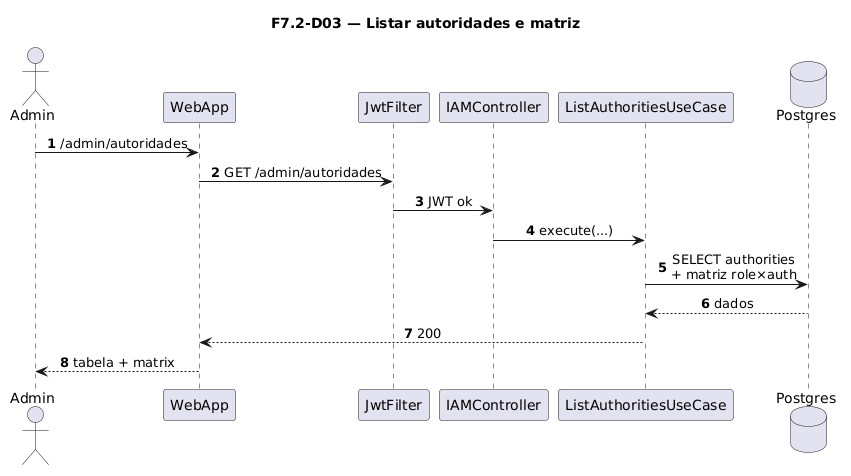 F7.2-D03 — Listar autoridades e matriz
Admin
WebApp
JwtFilter
IAMController
ListAuthoritiesUseCase
Postgres
1 /admin/autoridades
2 GET /admin/autoridades
3 JWT ok
4 execute(...)
5 SELECT authorities
+ matriz role×auth
6 dados
7 200
8 tabela + matrix
Admin
WebApp
JwtFilter
IAMController
ListAuthoritiesUseCase
Postgres